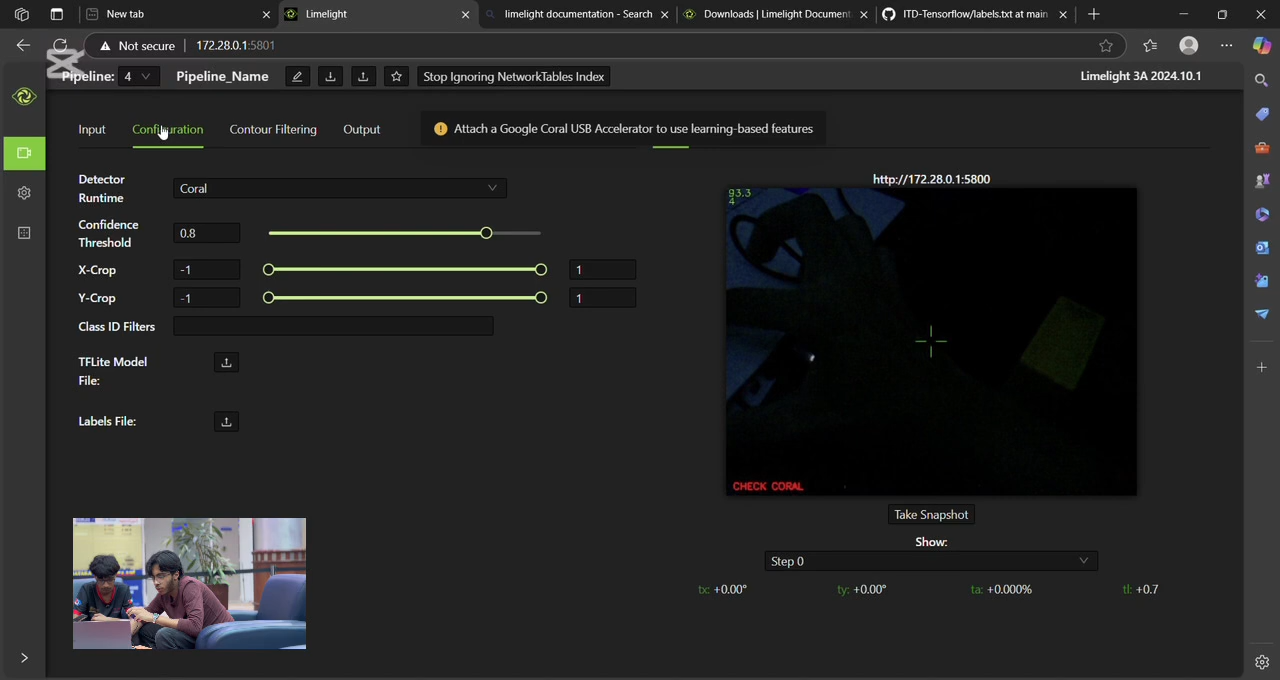 New tab
Limelight
limelight documentation - Search
Downloads | Limelight Document
ITD-Tensorflow/labels.txt at main
Not secure
172.28.0.1:5801
Pipeline: 4
Pipeline_Name
Stop Ignoring NetworkTables Index
Limelight 3A 2024.10.1
Input
Configuration
Contour Filtering
Output
Attach a Google Coral USB Accelerator to use learning-based features
Detector
Runtime
Coral
Confidence
Threshold
0.8
X-Crop
-1
1
Y-Crop
-1
1
Class ID Filters
TFLite Model
File:
Labels File:
http://172.28.0.1:5800
93.3
4
CHECK CORAL
Take Snapshot
Show:
Step 0
tx: +0.00°
ty: +0.00°
ta: +0.000%
tl: +0.7